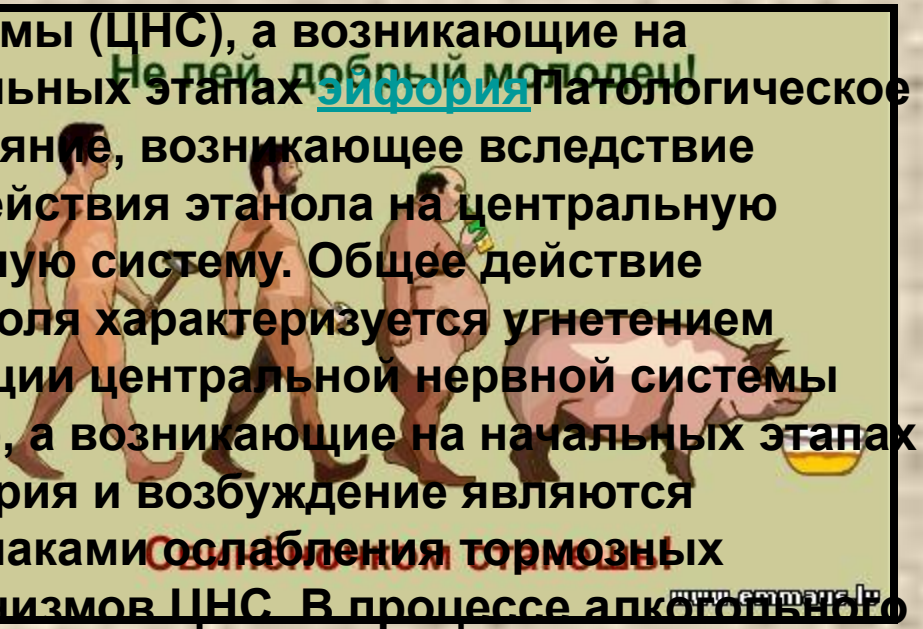 мы (ЦНС), а возникающие на
Не пей, добрый молодец!
льных этапах эйфорияПатологическое
яние, возникающее вследствие
ействия этанола на центральную
ную систему. Общее действие
оля характеризуется угнетением
ции центральной нервной системы
, а возникающие на начальных этапах
рия и возбуждение являются
наками ослабления тормозных
Свинёночком станешь!
низмов ЦНС. В процессе алкогольного
www.emmaus.lv